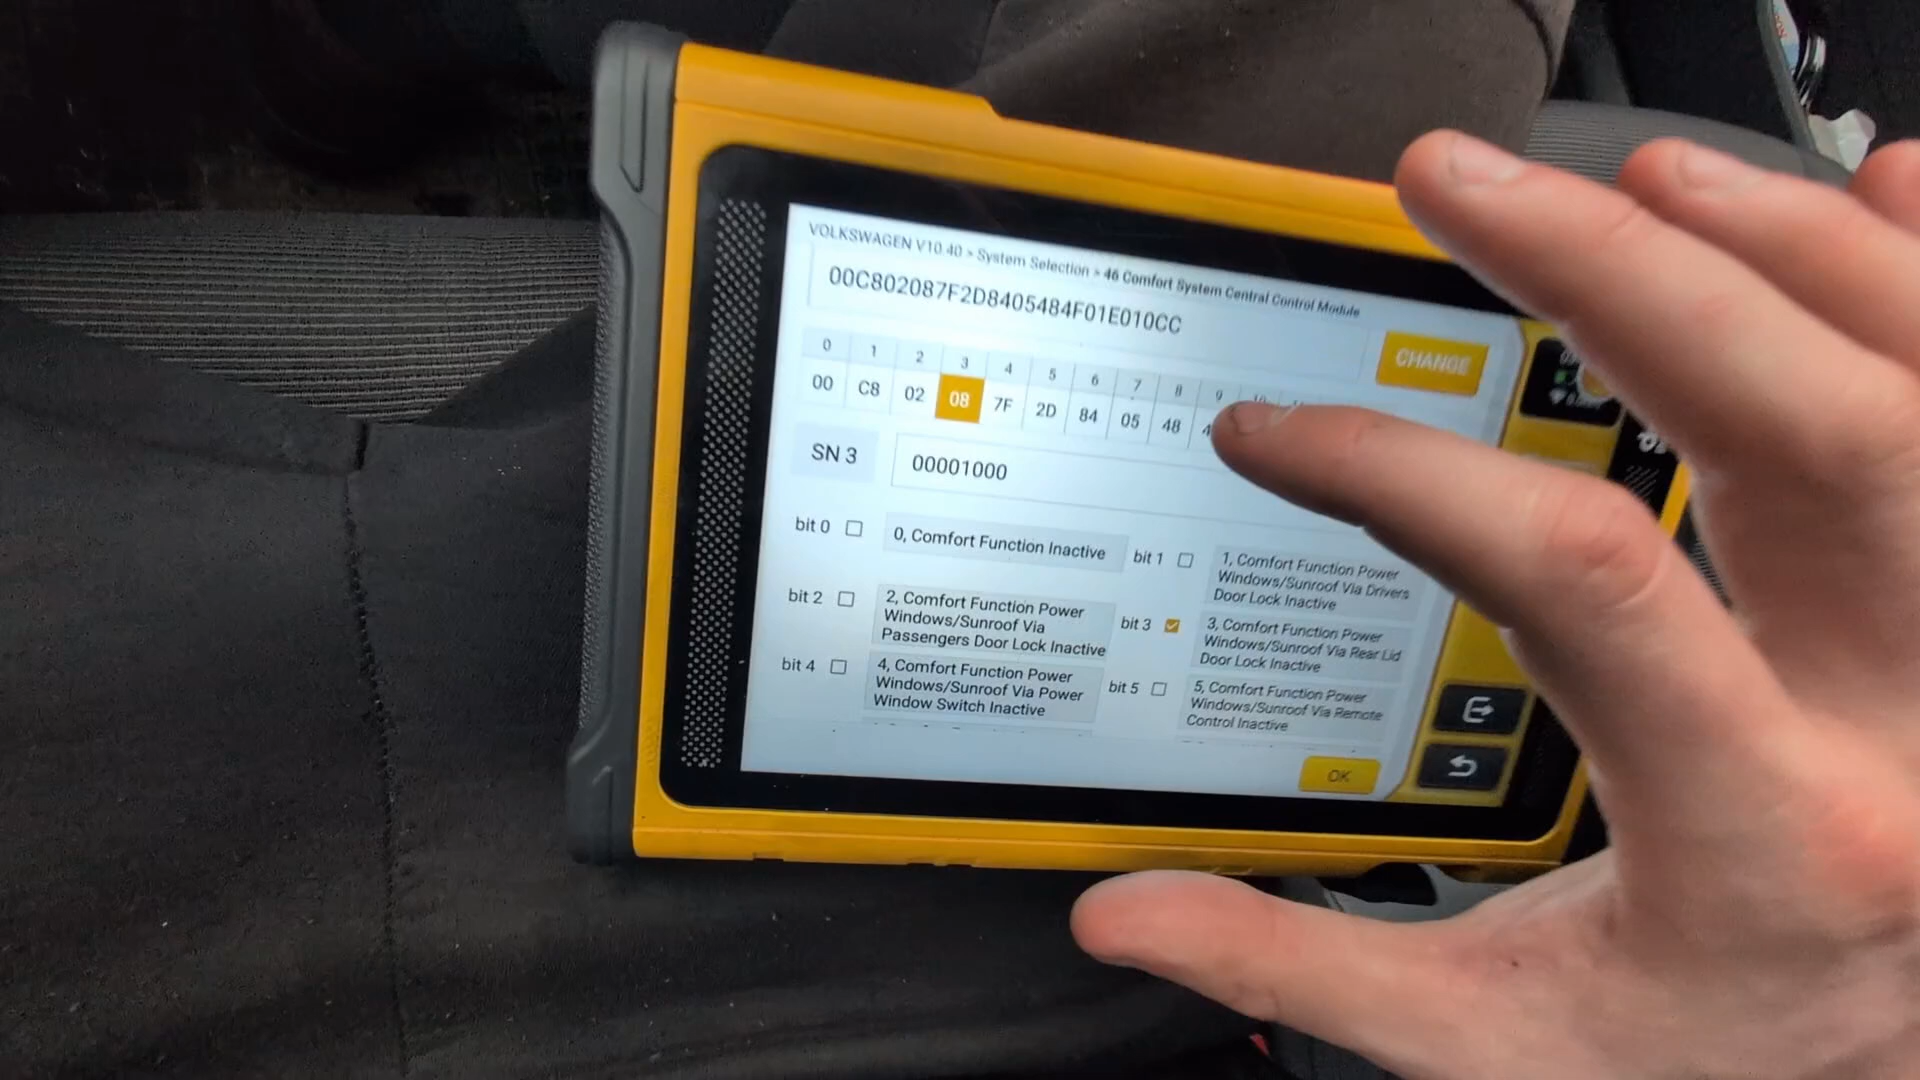 VOLKSWAGEN V10.40 > System Selection > 46 Comfort System Central Control Module
00C802087F2D8405484F01E010CC
CHANGE
0 1 2 3 4 5 6 7 8 9
00 C8 02 08 7F 2D 84 05 48
SN 3
00001000
bit 0
0, Comfort Function Inactive
bit 1
1, Comfort Function Power
Windows/Sunroof Via Drivers
Door Lock Inactive
bit 2
2, Comfort Function Power
Windows/Sunroof Via
Passengers Door Lock Inactive
bit 3
3, Comfort Function Power
Windows/Sunroof Via Rear Lid
Door Lock Inactive
bit 4
4, Comfort Function Power
Windows/Sunroof Via Power
Window Switch Inactive
bit 5
5, Comfort Function Power
Windows/Sunroof Via Remote
Control Inactive
OK